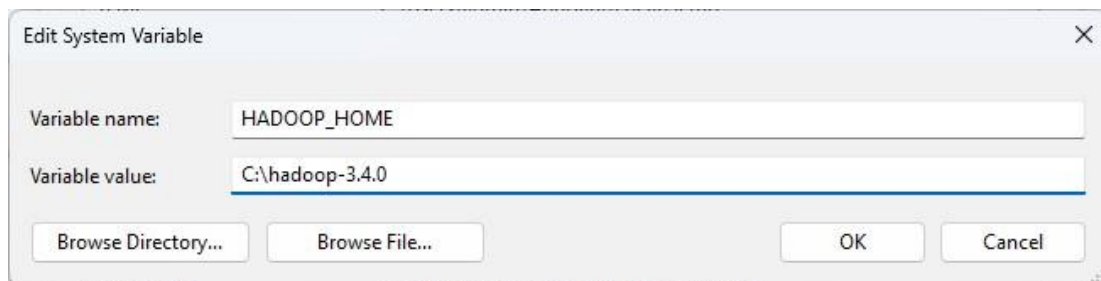 Edit System Variable
Variable name: HADOOP_HOME
Variable value: C:\hadoop-3.4.0
Browse Directory... Browse File... OK Cancel